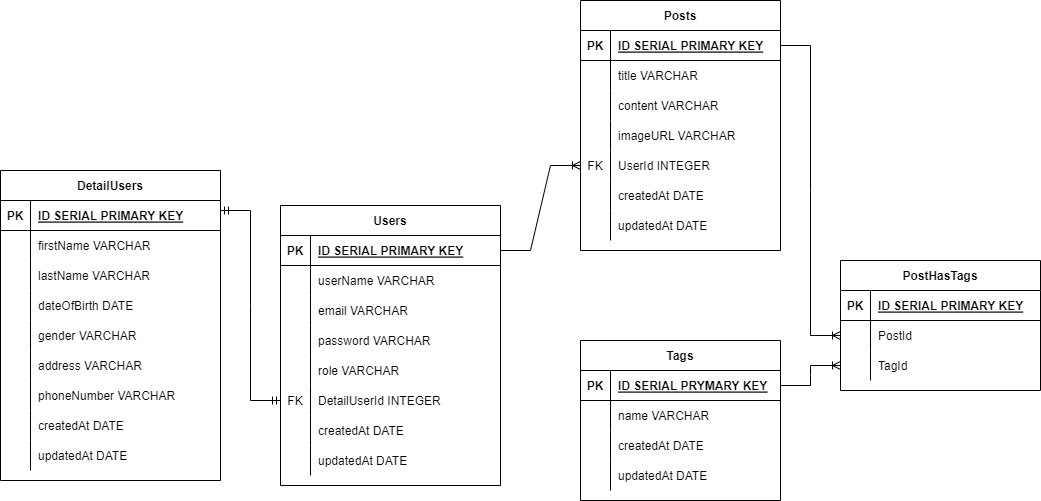 Posts
PK ID SERIAL PRIMARY KEY
title VARCHAR
content VARCHAR
imageURL VARCHAR
FK UserId INTEGER
createdAt DATE
updatedAt DATE
DetailUsers
PK ID SERIAL PRIMARY KEY
firstName VARCHAR
lastName VARCHAR
dateOfBirth DATE
gender VARCHAR
address VARCHAR
phoneNumber VARCHAR
createdAt DATE
updatedAt DATE
Users
PK ID SERIAL PRIMARY KEY
userName VARCHAR
email VARCHAR
password VARCHAR
role VARCHAR
FK DetailUserId INTEGER
createdAt DATE
updatedAt DATE
Tags
PK ID SERIAL PRYMARY KEY
name VARCHAR
createdAt DATE
updatedAt DATE
PostHasTags
PK ID SERIAL PRIMARY KEY
PostId
TagId